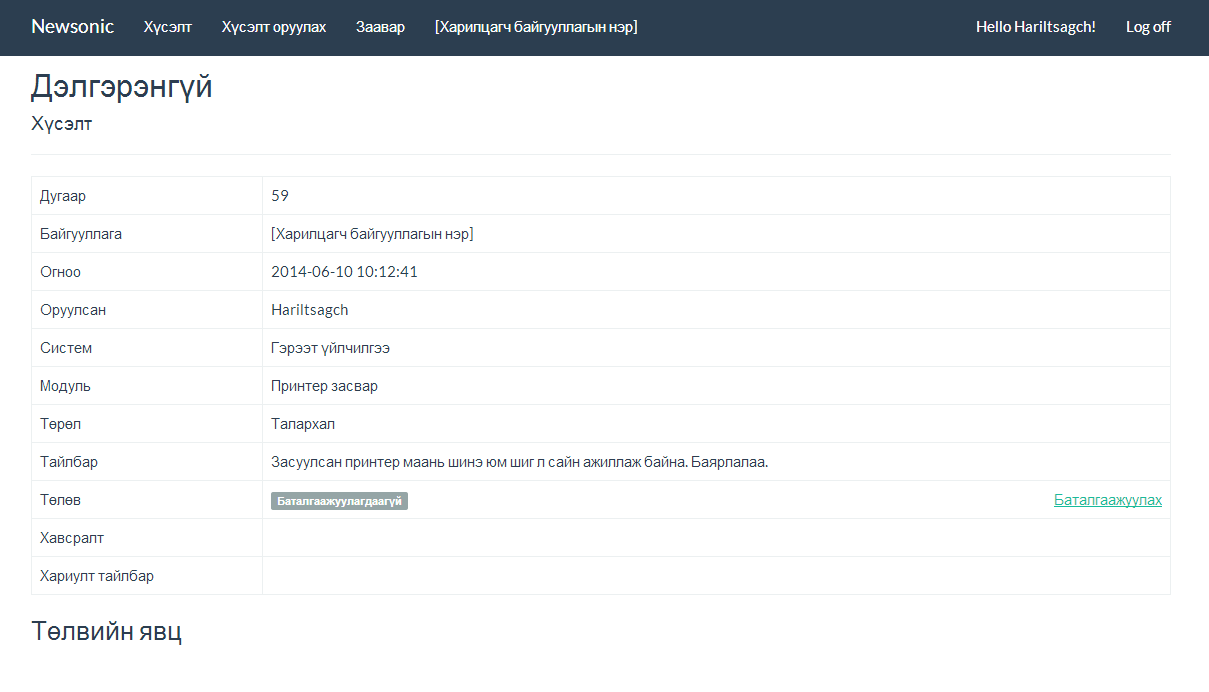 Newsonic Хүсэлт Хүсэлт оруулах Заавар [Харилцагч байгууллагын нэр] Hello Hariltsagch! Log off
Дэлгэрэнгүй
Хүсэлт
Дугаар 59
Байгууллага [Харилцагч байгууллагын нэр]
Огноо 2014-06-10 10:12:41
Оруулсан Hariltsagch
Систем Гэрээт үйлчилгээ
Модуль Принтер засвар
Төрөл Талархал
Тайлбар Засуулсан принтер маань шинэ юм шиг л сайн ажиллаж байна. Баярлалаа.
Төлөв Баталгаажуулагдаагүй Баталгаажуулах
Хавсралт
Хариулт тайлбар
Төлвийн явц